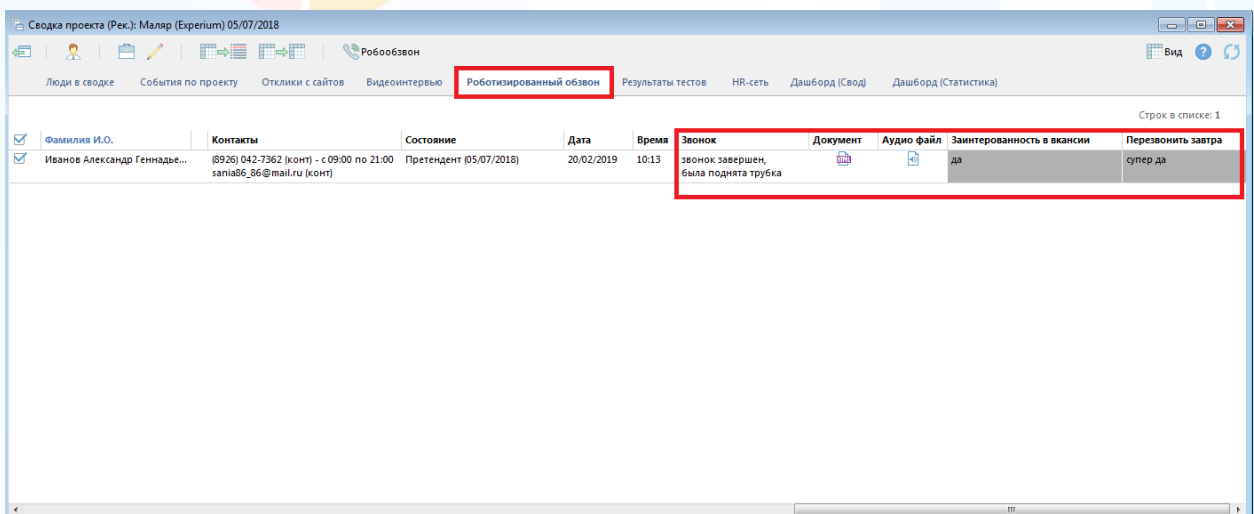 Сводка проекта (Рек.): Маляр (Experium) 05/07/2018
Робообзвон
Вид
Люди в сводке События по проекту Отклики с сайтов Видеоинтервью Роботизированный обзвон Результаты тестов HR-сеть Дашборд (Свод) Дашборд (Статистика)
Строк в списке: 1
Фамилия И.О. Контакты Состояние Дата Время Звонок Документ Аудио файл Заинтерованность в вкансии Перезвонить завтра
Иванов Александр Геннадье... (8926) 042-7362 (конт) - с 09:00 по 21:00 Претендент (05/07/2018) 20/02/2019 10:13 звонок завершен, да супер да
sania86_86@mail.ru (конт) была поднята трубка